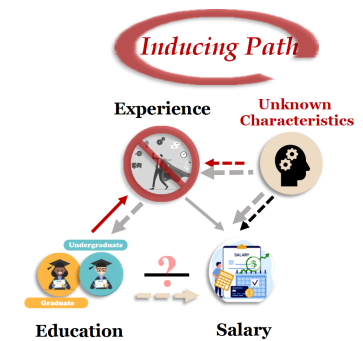 Inducing Path
Experience
Unknown
Characteristics
SALARY
Undergraduate
?
Graduate
Education
Salary